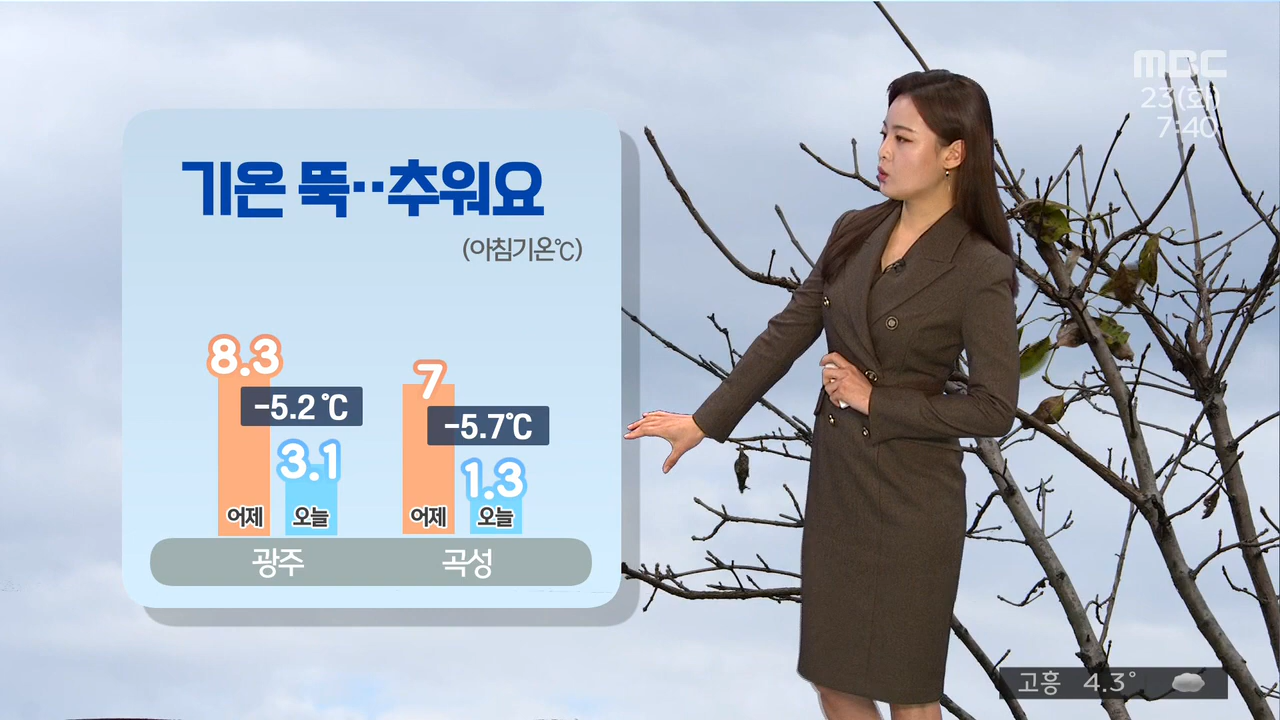 MBC
23(화)
7:40
기온 뚝··추워요
(아침기온℃)
8.3
-5.2℃
3.1
7
-5.7℃
1.3
어제
오늘
어제
오늘
광주
곡성
고흥 4.3°